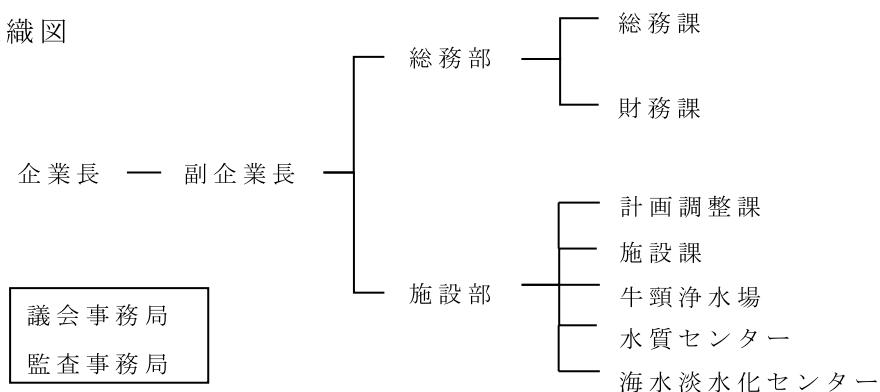 織図
企業長
副企業長
総務部
総務課
財務課
施設部
計画調整課
施設課
牛頸浄水場
水質センター
海水淡水化センター
議会事務局
監査事務局